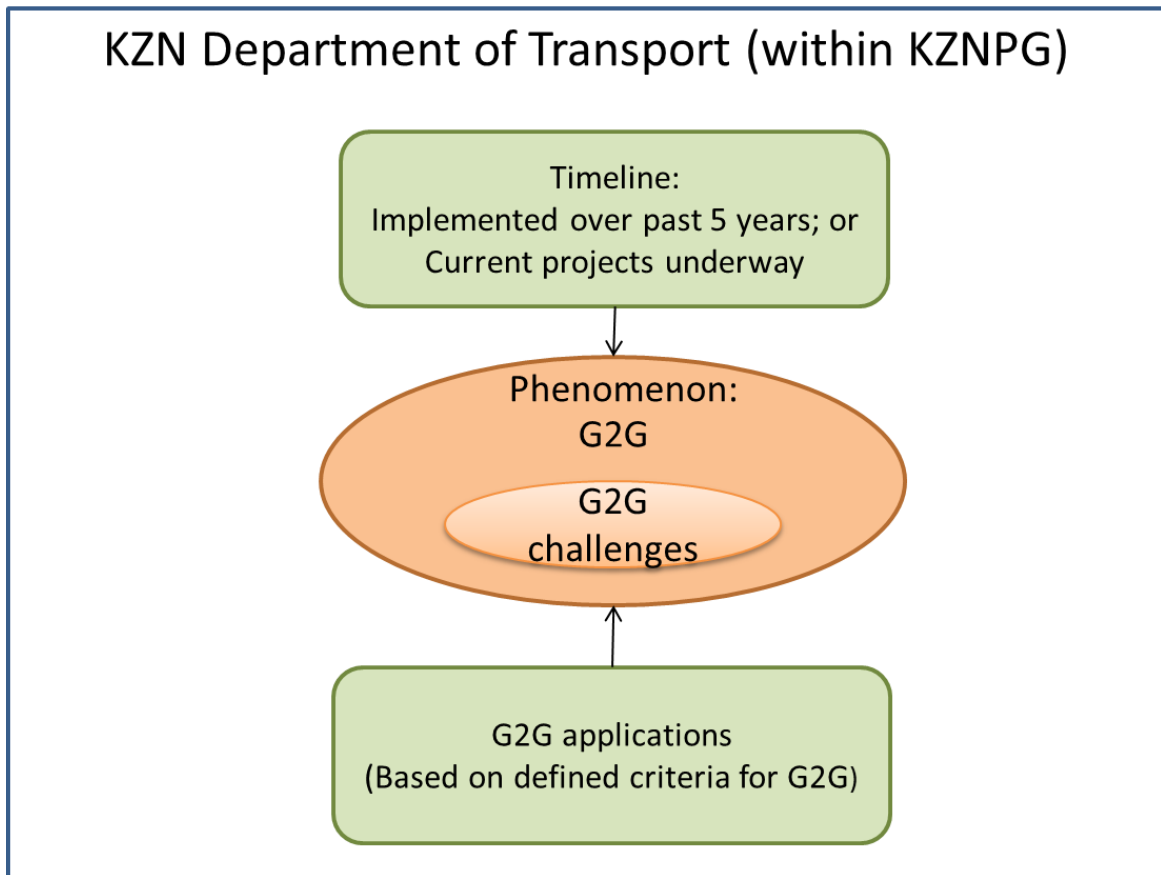 KZN Department of Transport (within KZNPG)
Timeline:
Implemented over past 5 years; or
Current projects underway
Phenomenon:
G2G
G2G
challenges
G2G applications
(Based on defined criteria for G2G)